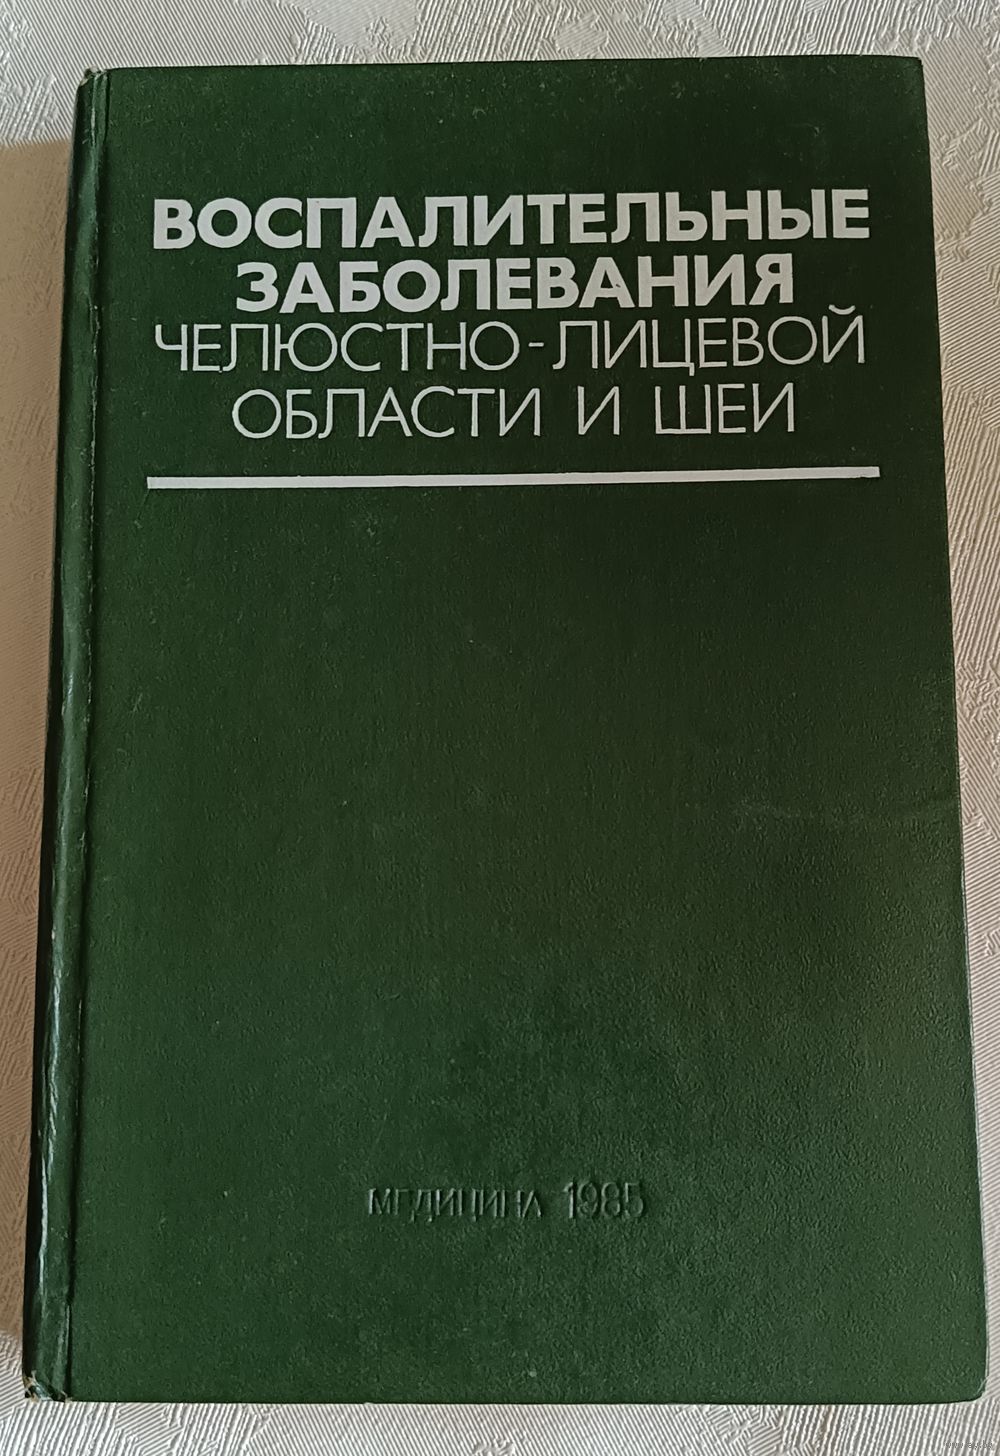 ВОСПАЛИТЕЛЬНЫЕ
ЗАБОЛЕВАНИЯ
ЧЕЛЮСТНО-ЛИЦЕВОЙ
ОБЛАСТИ И ШЕИ
МЕДИЦИНА 1985